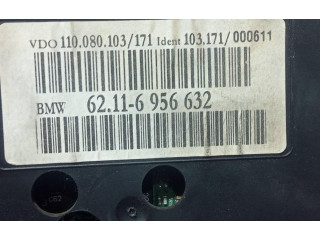 VDO 110.080.103/171 Ident 103.171/000611
BMW 62.11-6 956 632